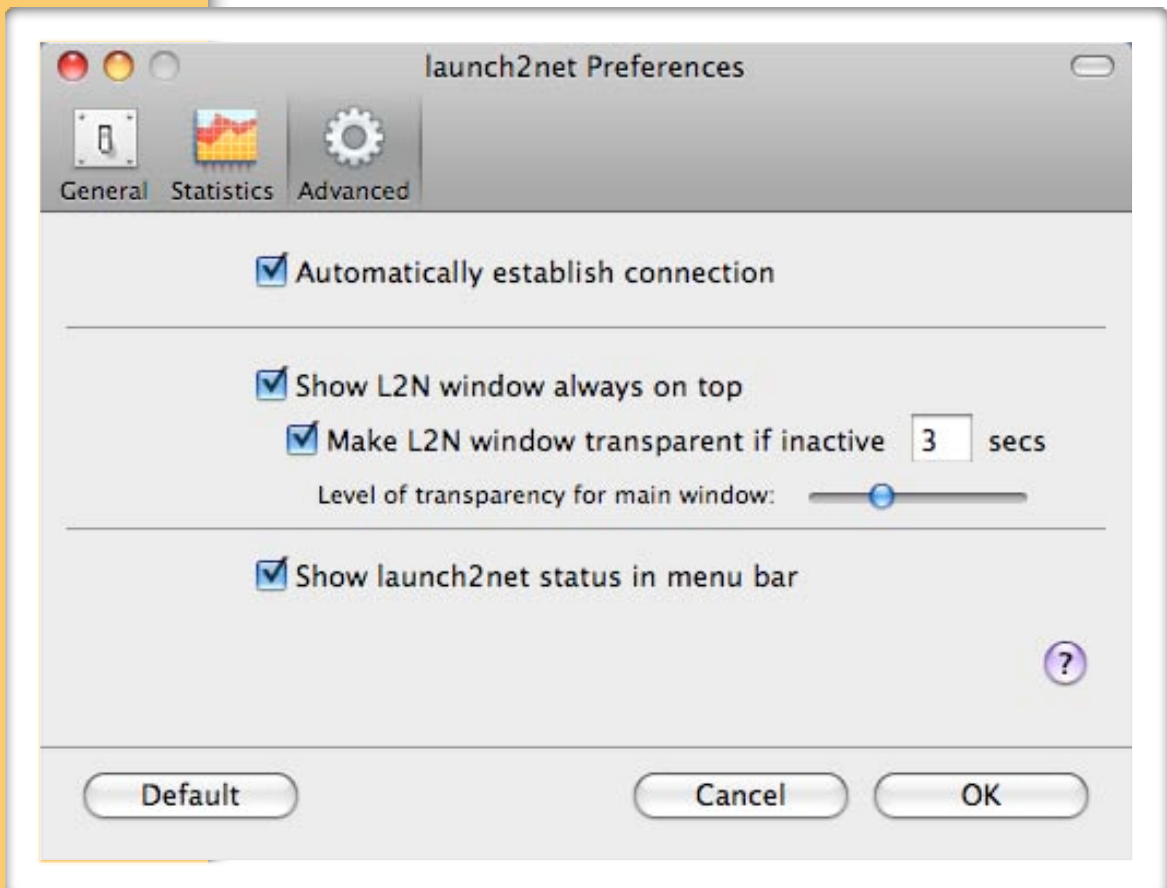 launch2net Preferences
General Statistics Advanced
Automatically establish connection
Show L2N window always on top
Make L2N window transparent if inactive 3 secs
Level of transparency for main window:
Show launch2net status in menu bar
?
Default Cancel OK